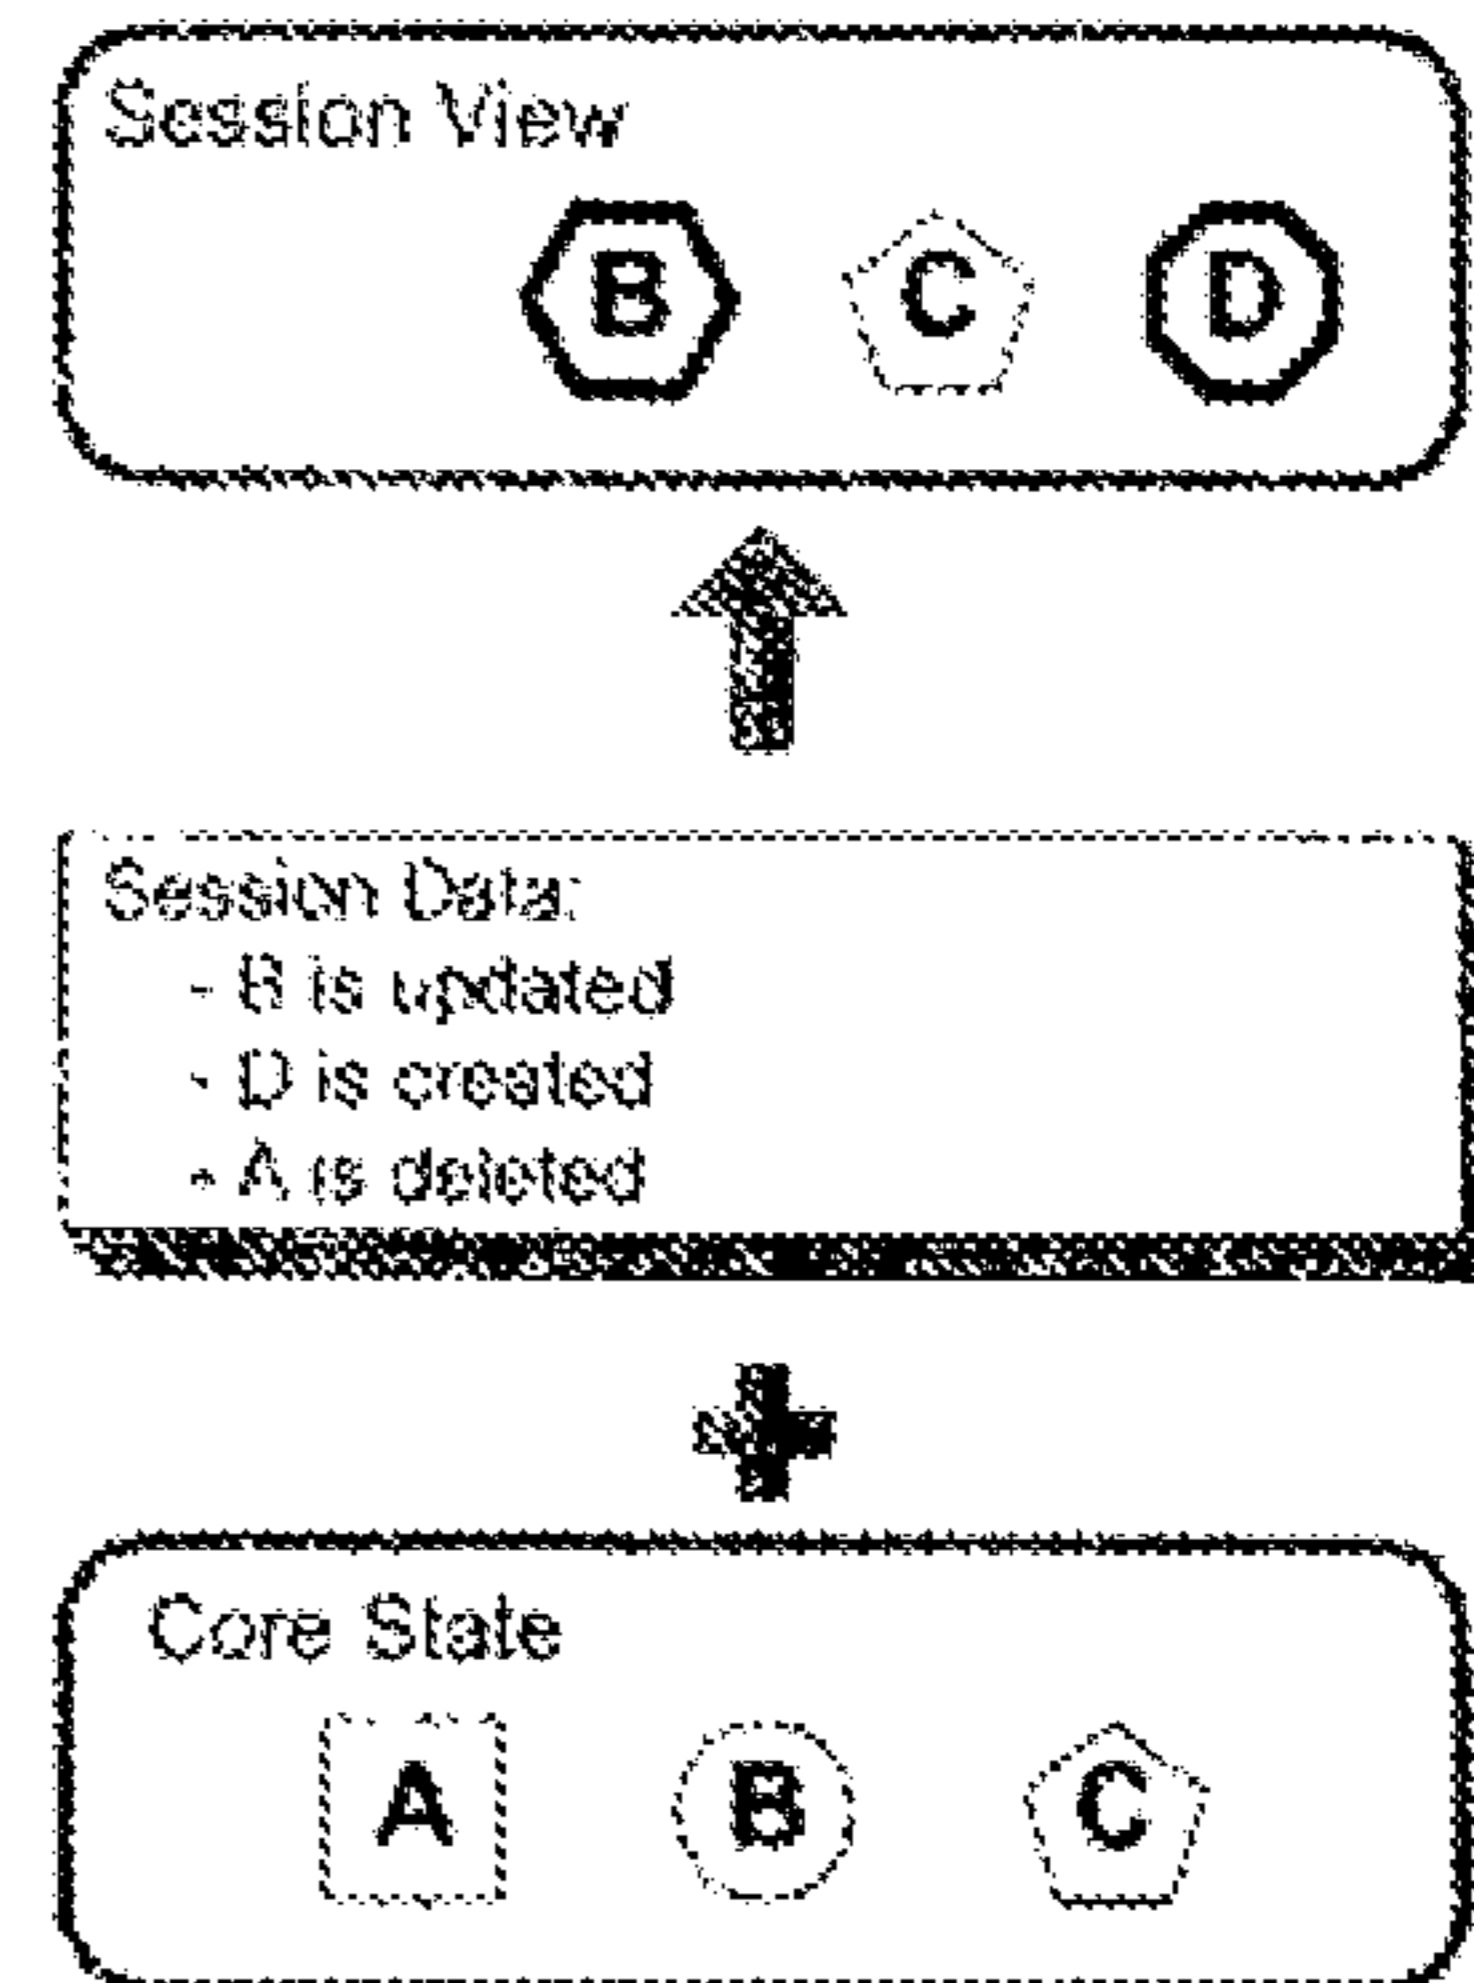 Session View
B C D
Session Data:
- B is updated
- D is created
- A is deleted
Core State
A B C